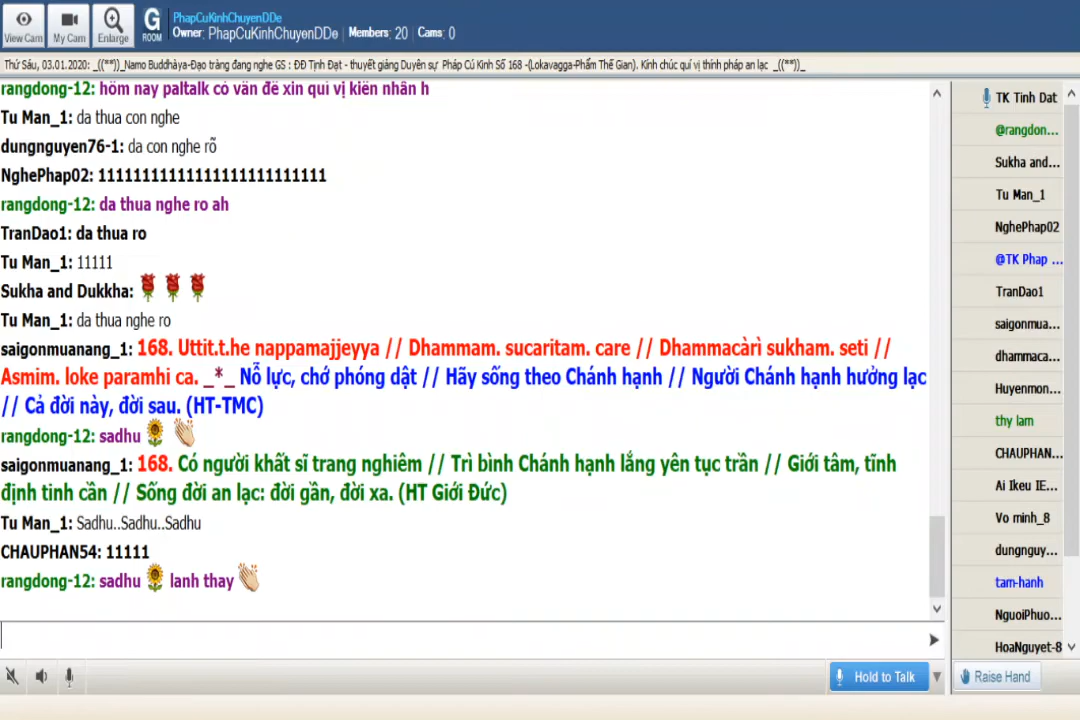 PhapCuKinhChuyenDDe
Owner: PhapCuKinhChuyenDDe Members: 20 Cams: 0
View Cam My Cam Enlarge G ROOM
Thứ Sáu, 03.01.2020: _((**))_Namo Buddhàya-Đạo tràng đang nghe GS : ĐĐ Tịnh Đạt - thuyết giảng Duyên sự Pháp Cú Kinh Số 168 -(Lokavagga-Phẩm Thế Gian). Kính chúc quí vị thính pháp an lạc _((**))_
rangdong-12: hôm nay paltalk có vấn đề xin quí vị kiên nhân h
Tu Man_1: da thua con nghe
dungnguyen76-1: da con nghe rõ
NghePhap02: 11111111111111111111111111
rangdong-12: da thua nghe ro ah
TranDao1: da thua ro
Tu Man_1: 11111
Sukha and Dukkha:
Tu Man_1: da thua nghe ro
saigonmuanang_1: 168. Uttit.t.he nappamajjeyya // Dhammam. sucaritam. care // Dhammacàrì sukham. seti //
Asmim. loke paramhi ca. _*_ Nỗ lực, chớ phóng dật // Hãy sống theo Chánh hạnh // Người Chánh hạnh hưởng lạc
// Cả đời này, đời sau. (HT-TMC)
rangdong-12: sadhu
saigonmuanang_1: 168. Có người khất sĩ trang nghiêm // Trì bình Chánh hạnh lắng yên tục trần // Giới tâm, tĩnh
định tinh cần // Sống đời an lạc: đời gần, đời xa. (HT Giới Đức)
Tu Man_1: Sadhu..Sadhu..Sadhu
CHAUPHAN54: 11111
rangdong-12: sadhu lanh thay
TK Tinh Dat
@rangdon...
Sukha and...
Tu Man_1
NghePhap02
@TK Phap ...
TranDao1
saigonmua...
dhammaca...
Huyenmon...
thy lam
CHAUPHAN...
Ai Ikeu IE...
Vo minh_8
dungnguy...
tam-hanh
NguoiPhuo...
HoaNguyet-8
Hold to Talk
Raise Hand